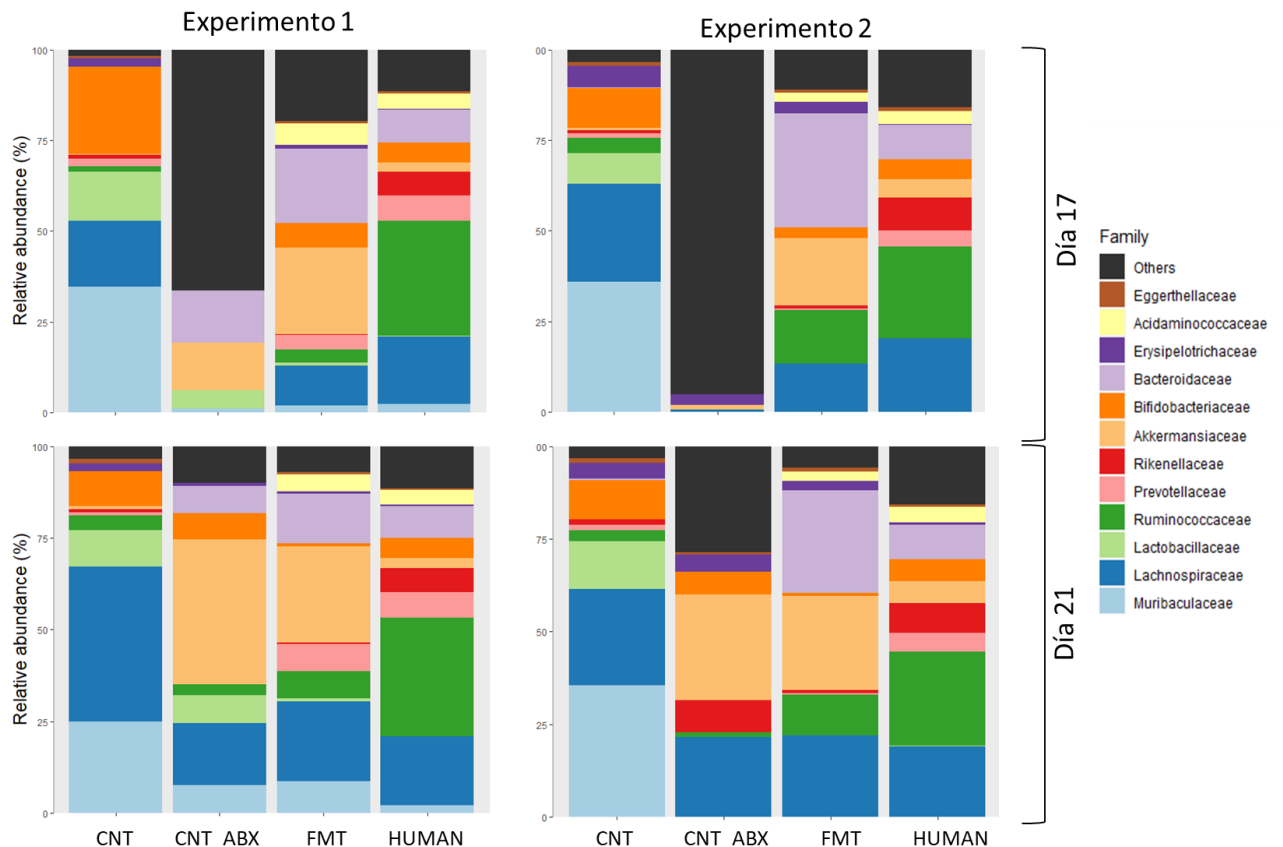 Experimento 1
Experimento 2
Relative abundance (%)
100
75
50
25
0
00
75
50
25
0
Día 17
Relative abundance (%)
100
75
50
25
0
CNT
CNT ABX
FMT
HUMAN
00
75
50
25
0
CNT
CNT ABX
FMT
HUMAN
Día 21
Family
Others
Eggerthellaceae
Acidaminococcaceae
Erysipelotrichaceae
Bacteroidaceae
Bifidobacteriaceae
Akkermansiaceae
Rikenellaceae
Prevotellaceae
Ruminococcaceae
Lactobacillaceae
Lachnospiraceae
Muribaculaceae